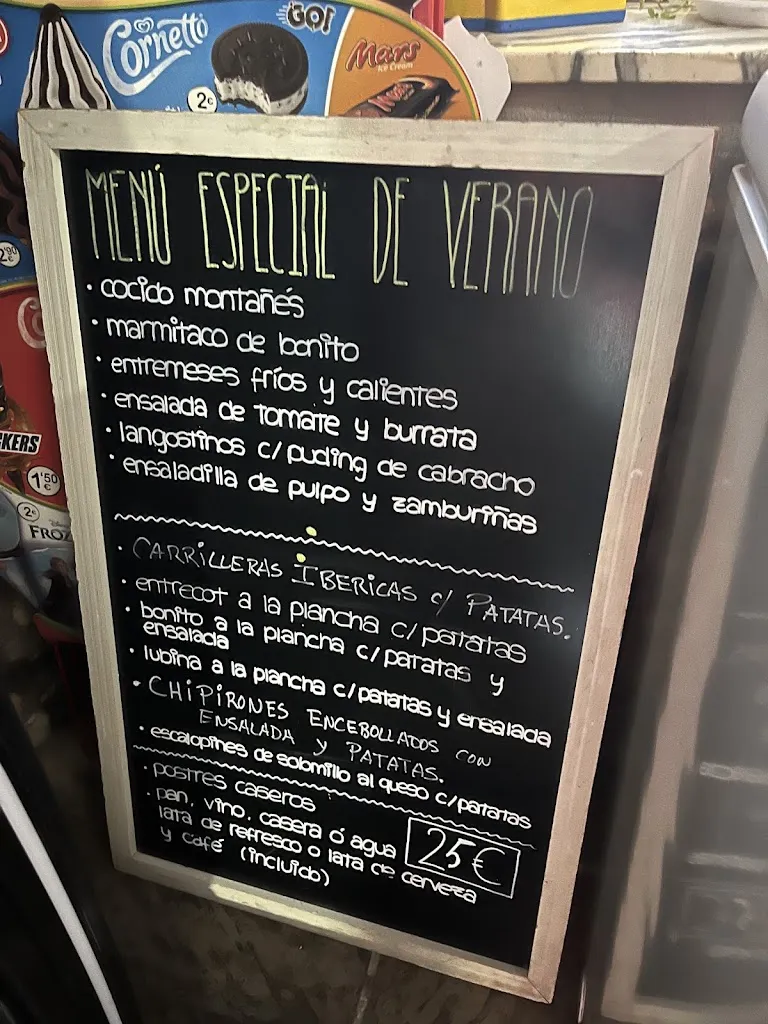 Cornetto
GO!
Mars
Ice Cream
2€
2'90
€
KERS
1'50
€
2€
FROZ
MENÚ ESPECIAL DE VERANO
· cocido montañés
· marmitaco de bonito
· entremeses fríos y calientes
· ensalada de tomate y burrata
· langostinos c/puding de cabracho
· ensaladilla de pulpo y zamburiñas
· CARRILLERAS IBERICAS c/ PATATAS.
· entrecot a la plancha c/patatas
· bonito a la plancha c/patatas y
ensalada
· lubina a la plancha c/patatas y ensalada
· CHIPIRONES ENCEBOLLADOS CON
ENSALADA Y PATATAS.
· escalopines de solomillo al queso c/patatas
· postres caseros
· pan, vino, casera ó agua
lata de refresco o lata de cerveza
y café (incluido)
25€